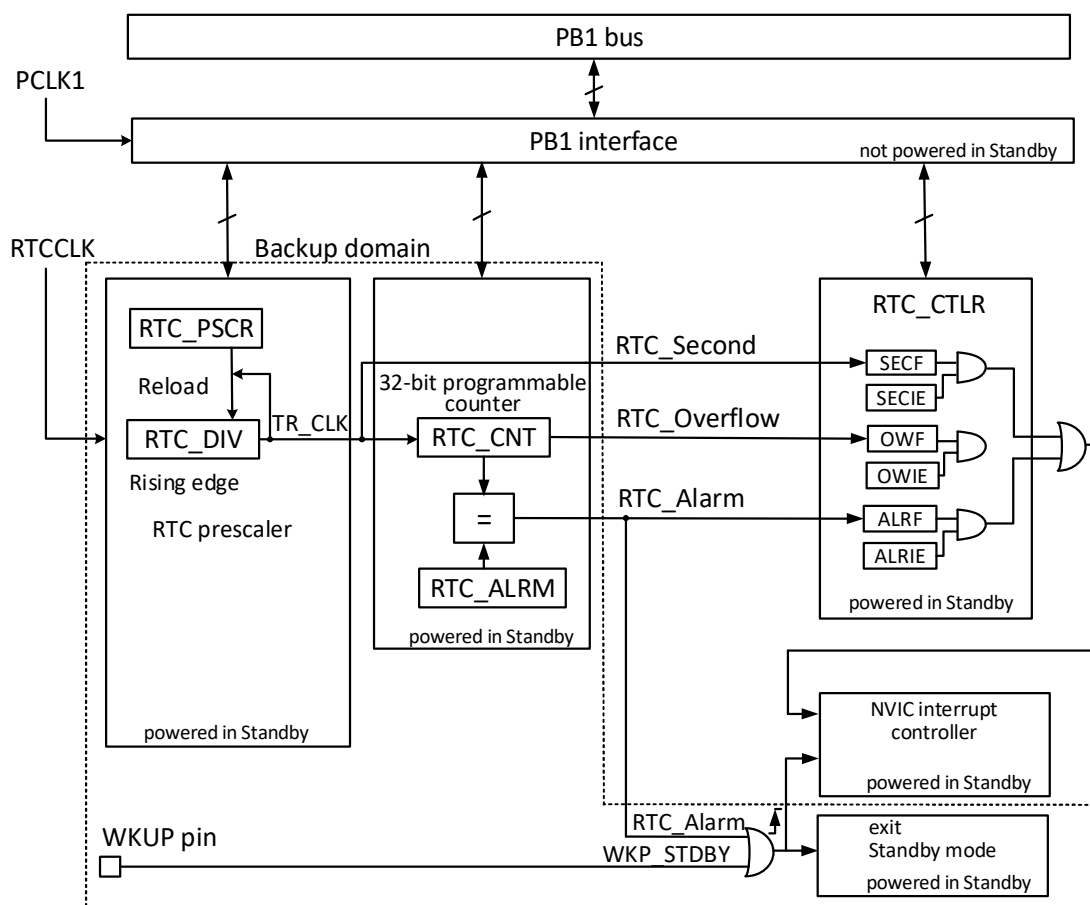 PB1 bus
PCLK1
PB1 interface
not powered in Standby
RTCCLK
Backup domain
RTC_PSCR
Reload
RTC_DIV
TR_CLK
Rising edge
RTC prescaler
powered in Standby
32-bit programmable
counter
RTC_CNT
=
RTC_ALRM
powered in Standby
RTC_Second
RTC_Overflow
RTC_Alarm
RTC_CTLR
SECF
SECIE
OWF
OWIE
ALRF
ALRIE
powered in Standby
NVIC interrupt
controller
powered in Standby
WKUP pin
RTC_Alarm
WKP_STDBY
exit
Standby mode
powered in Standby